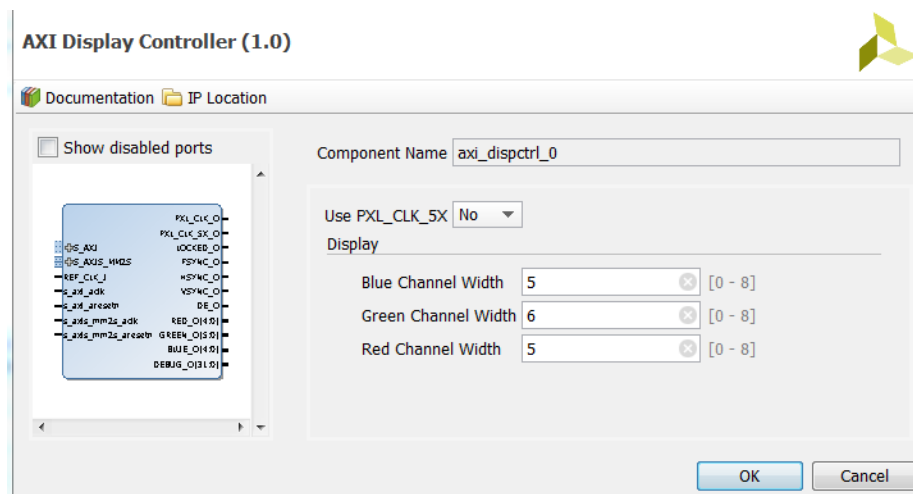 AXI Display Controller (1.0)
Documentation IP Location
Show disabled ports
Component Name axi_dispctrl_0
Use PXL_CLK_5X No
Display
Blue Channel Width 5 [0 - 8]
Green Channel Width 6 [0 - 8]
Red Channel Width 5 [0 - 8]
S_AXI
S_AXIS_MM2S
REF_CLK_I
s_axi_aclk
s_axi_aresetn
s_axis_mm2s_aclk
s_axis_mm2s_aresetn
PXL_CLK_O
PXL_CLK_5X_O
LOCKED_O
FSYNC_O
HSYNC_O
VSYNC_O
DE_O
RED_O[4:0]
GREEN_O[5:0]
BLUE_O[4:0]
DEBUG_O[31:0]
OK Cancel